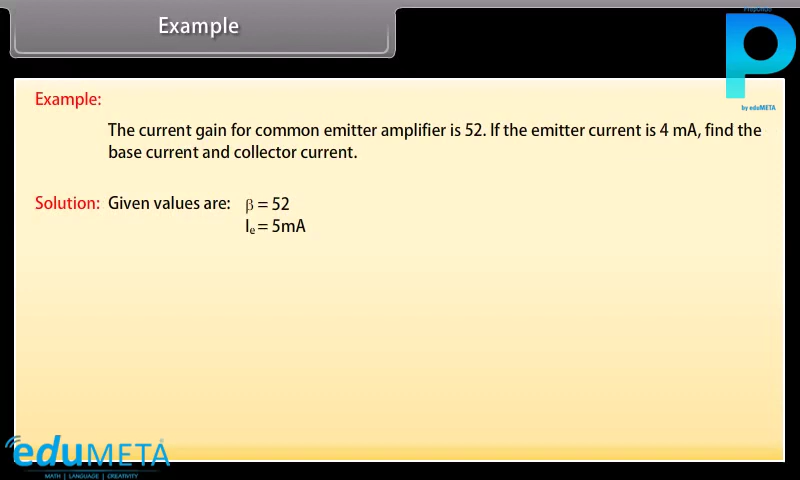 Example
PrepOnGo
P
by eduMETA
Example:
The current gain for common emitter amplifier is 52. If the emitter current is 4 mA, find the
base current and collector current.
Solution: Given values are: β = 52
Iₑ = 5mA
eduMETA
MATH | LANGUAGE | CREATIVITY